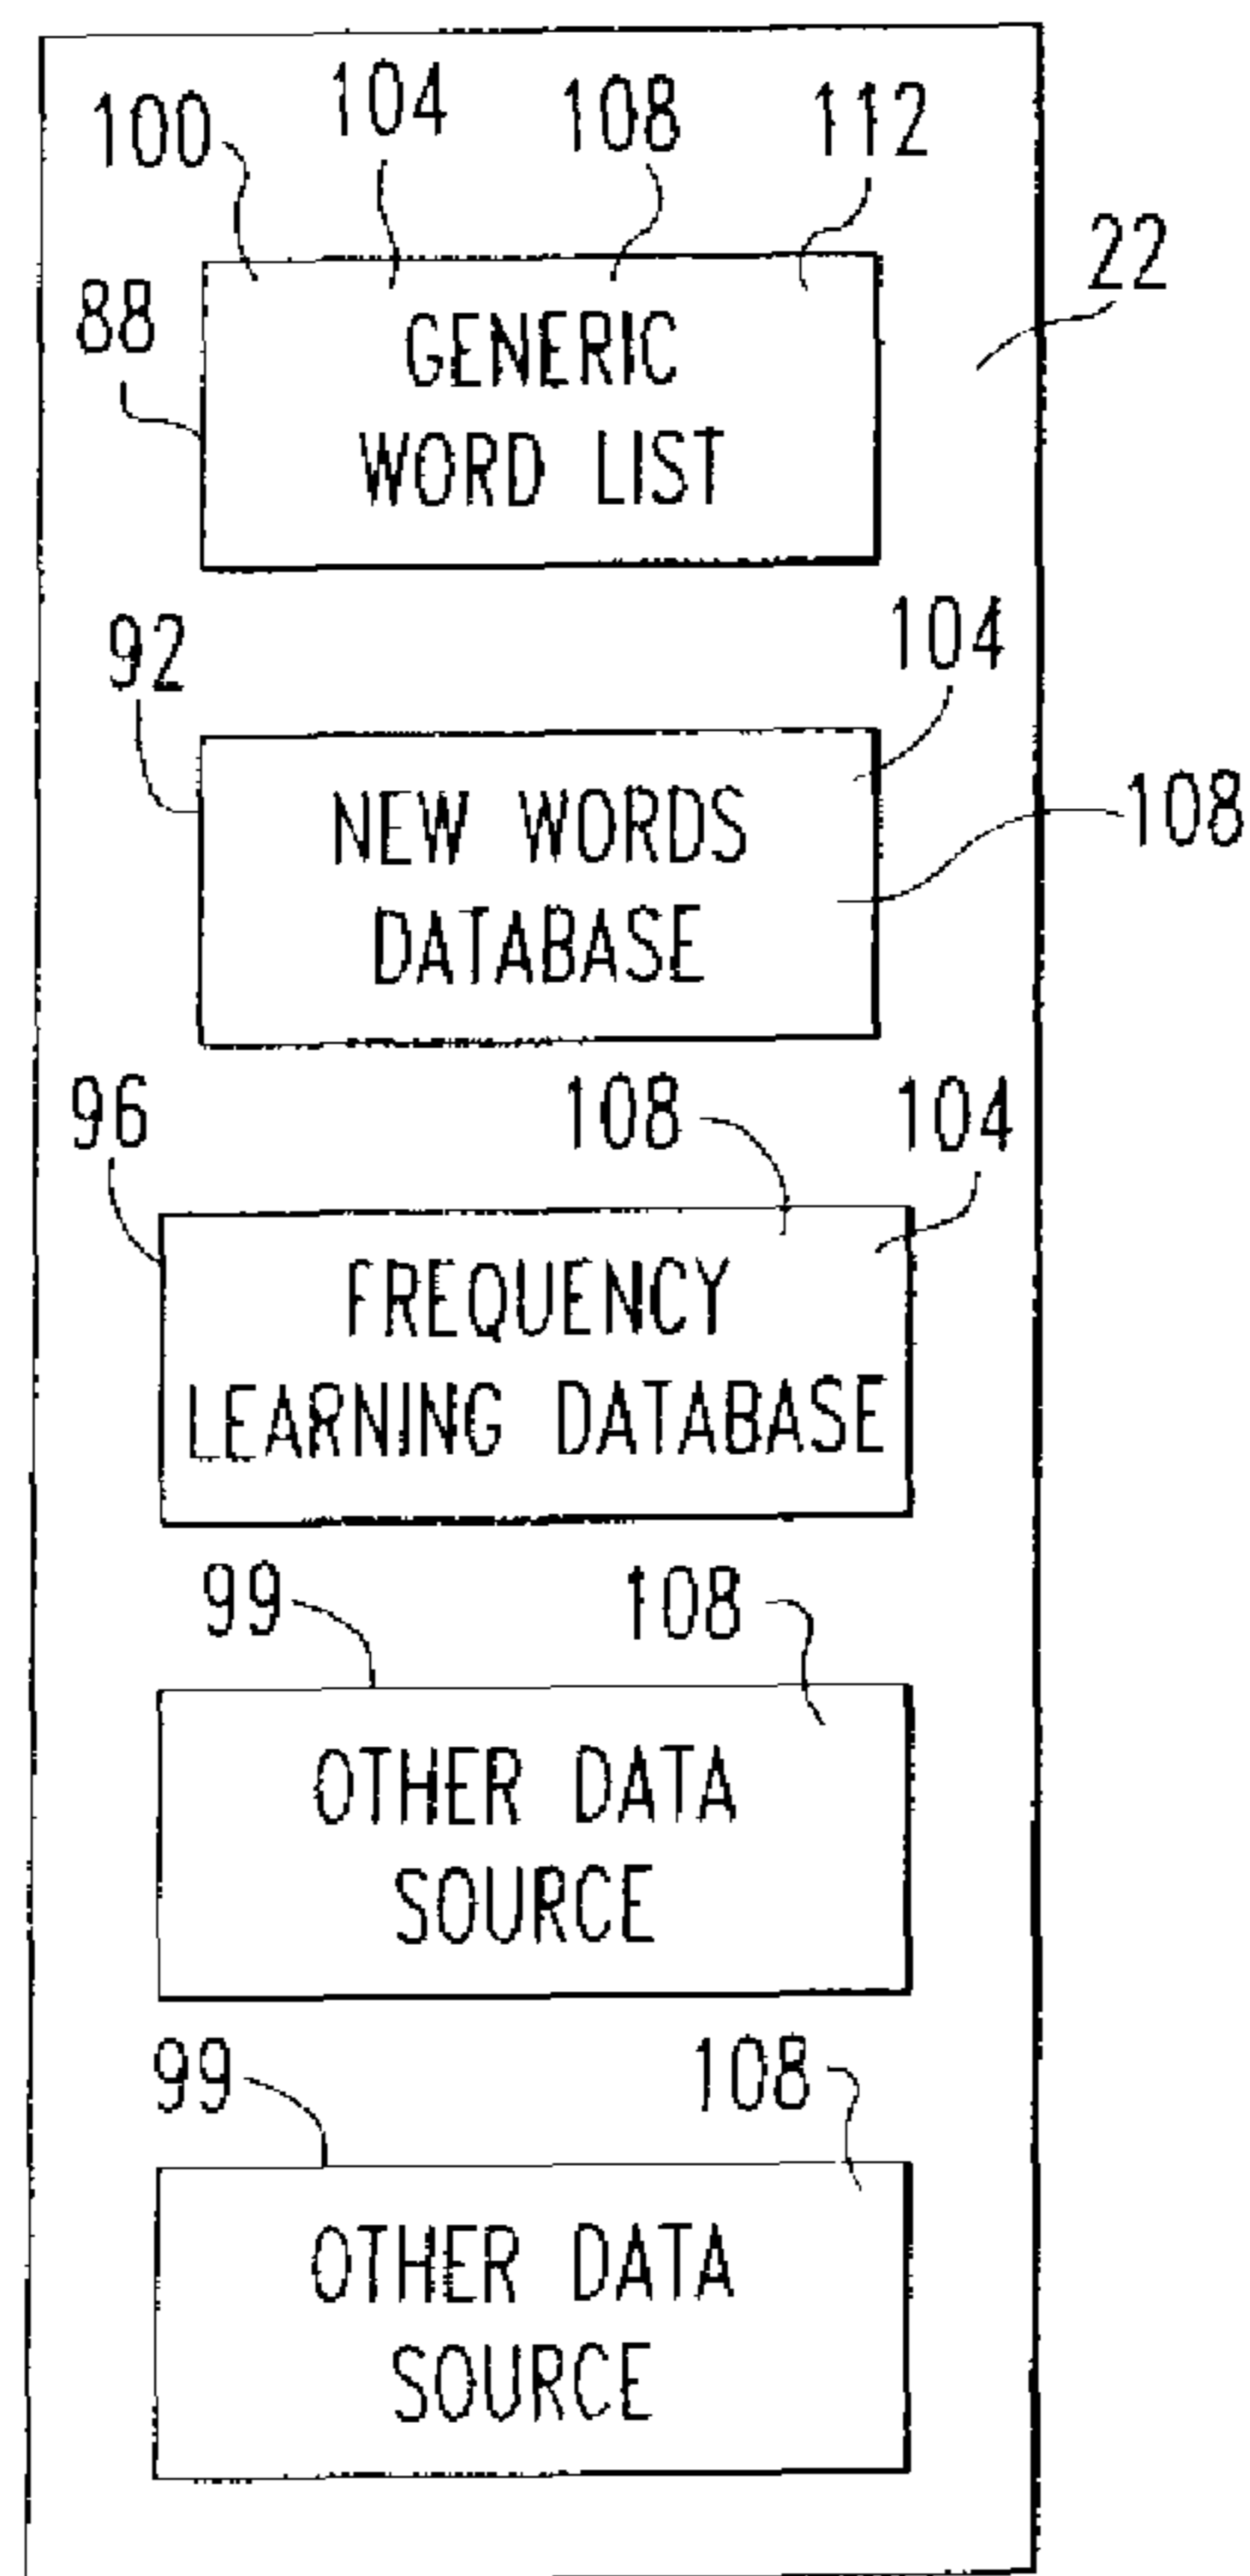 100 104 108 112
22
88
GENERIC
WORD LIST
92
104
NEW WORDS
108
DATABASE
96
108
104
FREQUENCY
LEARNING DATABASE
99
108
OTHER DATA
SOURCE
99
108
OTHER DATA
SOURCE